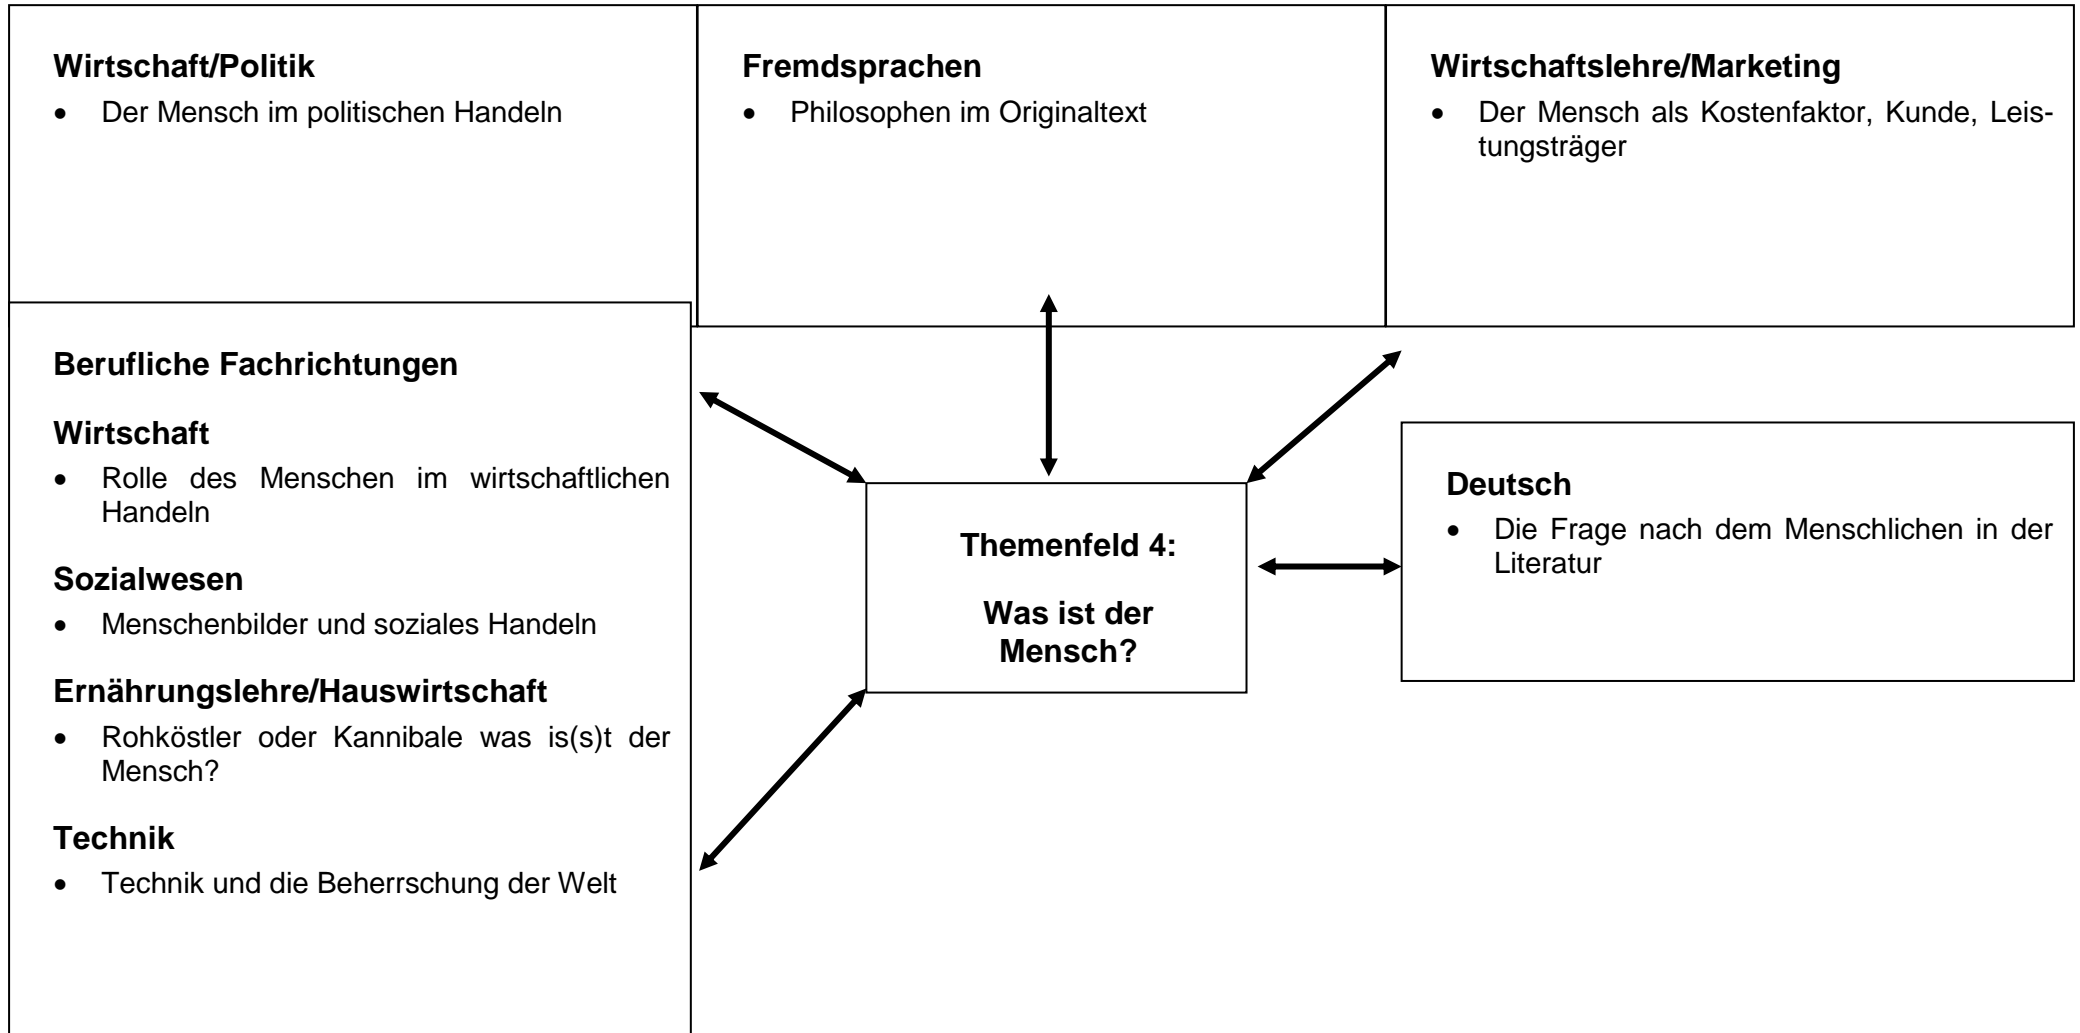 Wirtschaft/Politik
• Der Mensch im politischen Handeln
Fremdsprachen
• Philosophen im Originaltext
Wirtschaftslehre/Marketing
• Der Mensch als Kostenfaktor, Kunde, Leis-
tungsträger
Berufliche Fachrichtungen
Wirtschaft
• Rolle des Menschen im wirtschaftlichen
Handeln
Sozialwesen
• Menschenbilder und soziales Handeln
Ernährungslehre/Hauswirtschaft
• Rohköstler oder Kannibale was is(s)t der
Mensch?
Technik
• Technik und die Beherrschung der Welt
Themenfeld 4:
Was ist der
Mensch?
Deutsch
• Die Frage nach dem Menschlichen in der
Literatur